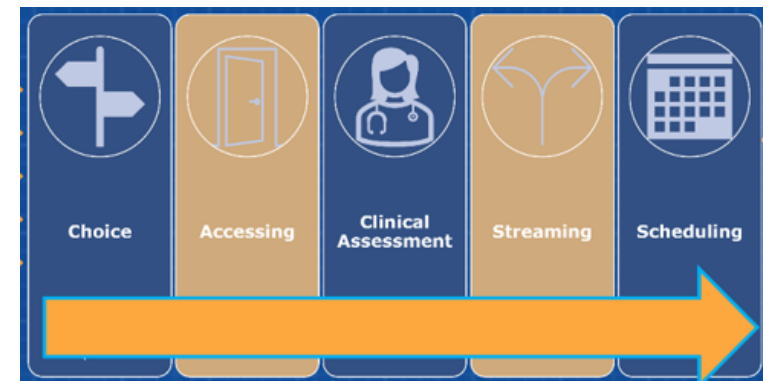 Choice
Accessing
Clinical
Assessment
Streaming
Scheduling